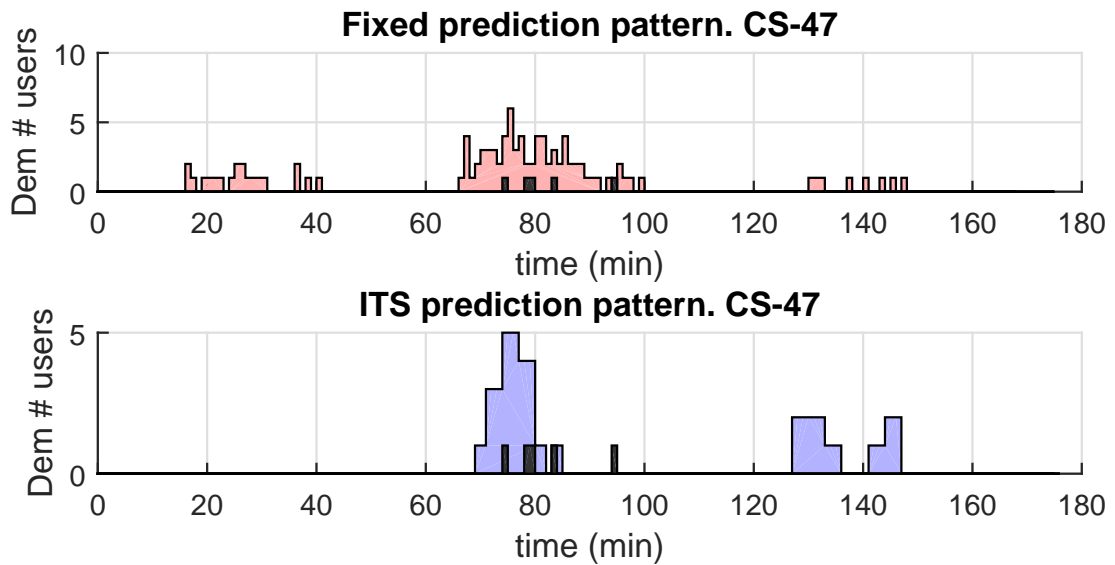 Fixed prediction pattern. CS-47
10
5
0
Dem # users
0 20 40 60 80 100 120 140 160 180
time (min)
ITS prediction pattern. CS-47
5
0
Dem # users
0 20 40 60 80 100 120 140 160 180
time (min)